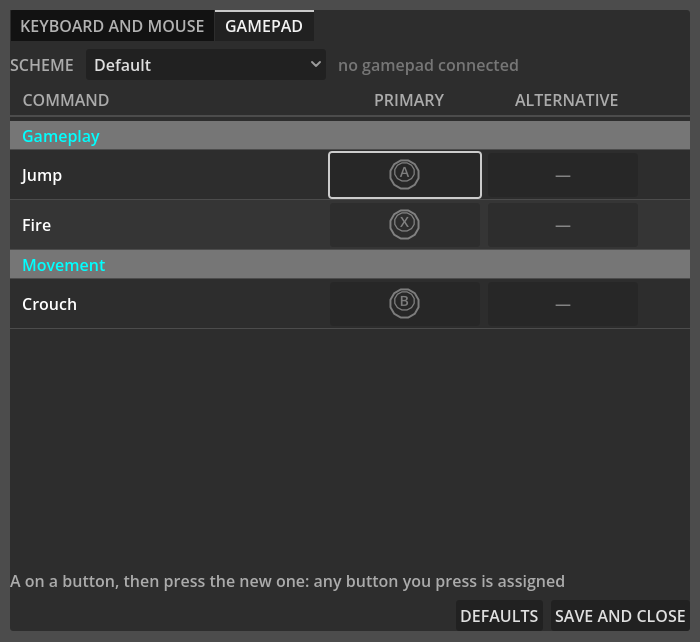 KEYBOARD AND MOUSE GAMEPAD
SCHEME Default no gamepad connected
COMMAND PRIMARY ALTERNATIVE
Gameplay
Jump A —
Fire X —
Movement
Crouch B —
A on a button, then press the new one: any button you press is assigned
DEFAULTS SAVE AND CLOSE